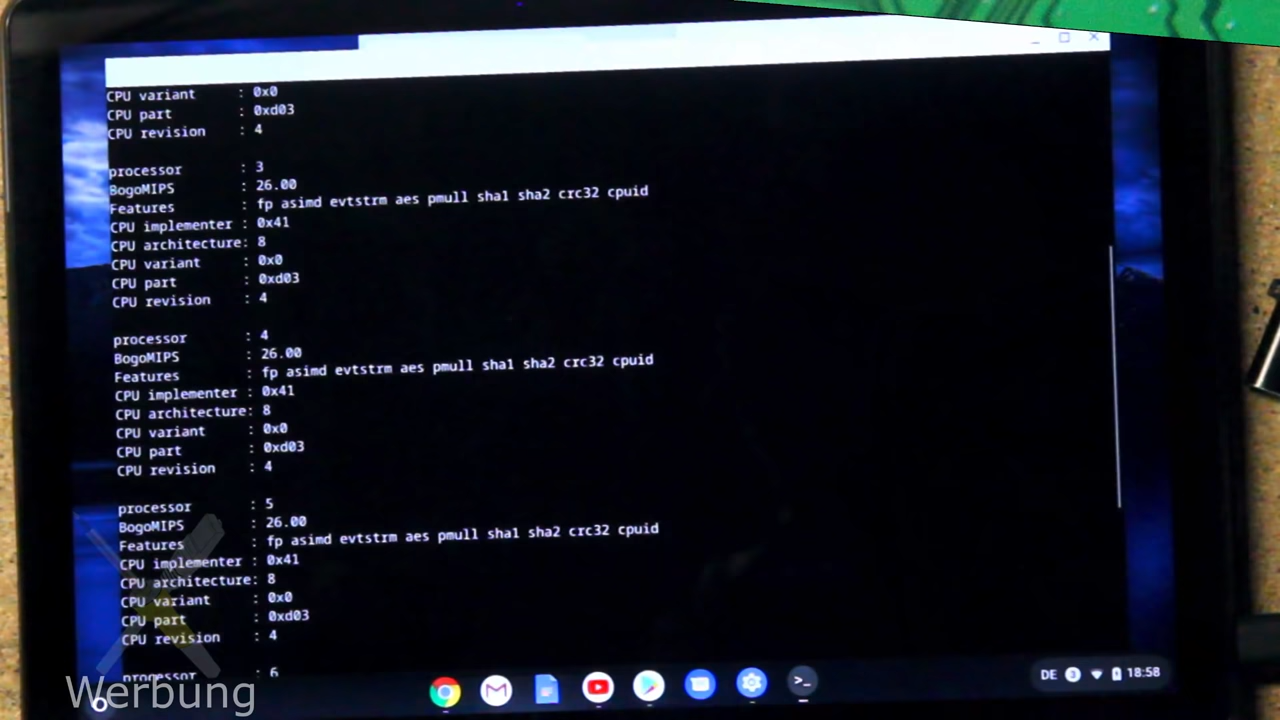 CPU variant : 0x0
CPU part : 0xd03
CPU revision : 4
processor : 3
BogoMIPS : 26.00
Features : fp asimd evtstrm aes pmull sha1 sha2 crc32 cpuid
CPU implementer : 0x41
CPU architecture: 8
CPU variant : 0x0
CPU part : 0xd03
CPU revision : 4
processor : 4
BogoMIPS : 26.00
Features : fp asimd evtstrm aes pmull sha1 sha2 crc32 cpuid
CPU implementer : 0x41
CPU architecture: 8
CPU variant : 0x0
CPU part : 0xd03
CPU revision : 4
processor : 5
BogoMIPS : 26.00
Features : fp asimd evtstrm aes pmull sha1 sha2 crc32 cpuid
CPU implementer : 0x41
CPU architecture: 8
CPU variant : 0x0
CPU part : 0xd03
CPU revision : 4
processor : 6
DE 3 18:58
Werbung